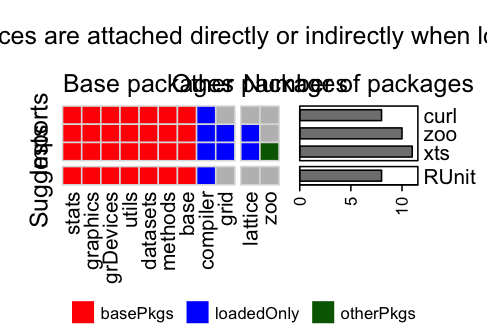 ces are attached directly or indirectly when lo
Base packages
Other packages
Number of packages
Imports
Suggests
curl
zoo
xts
RUnit
stats
graphics
grDevices
utils
datasets
methods
base
compiler
grid
lattice
zoo
0
5
10
basePkgs
loadedOnly
otherPkgs